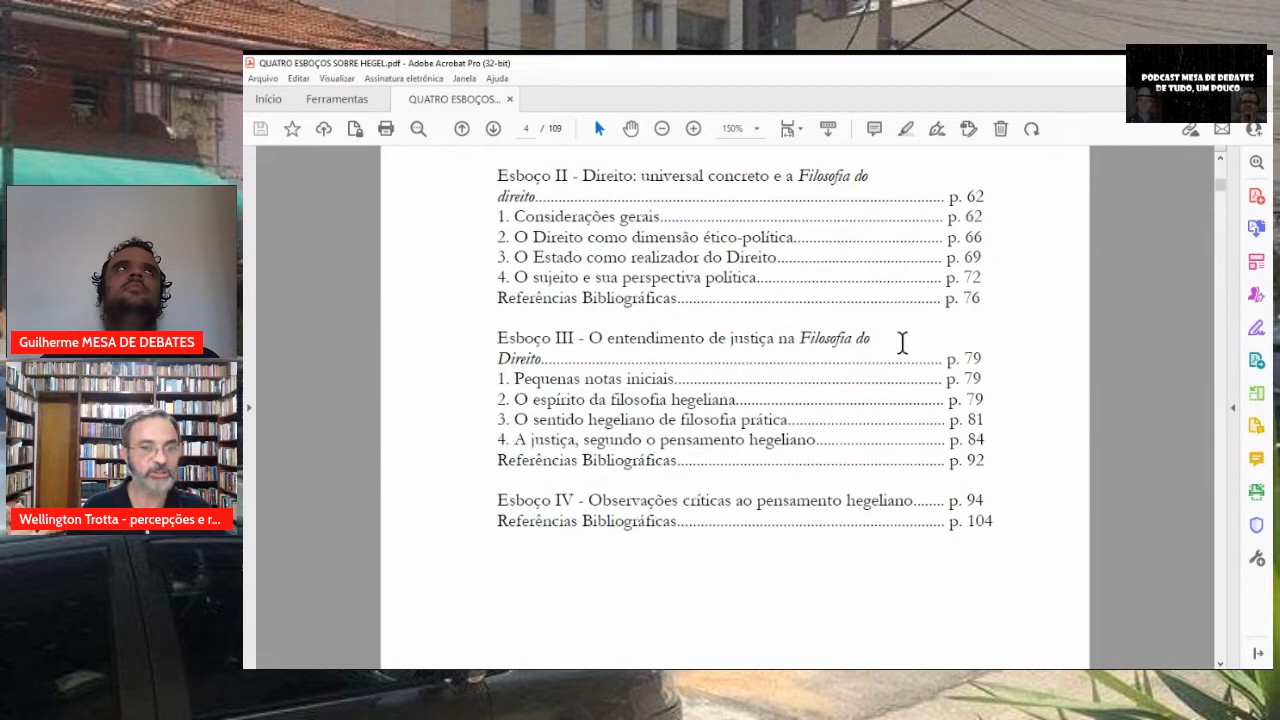 QUATRO ESBOÇOS SOBRE HEGEL.pdf - Adobe Acrobat Pro (32-bit)
Arquivo Editar Visualizar Assinatura eletrônica Janela Ajuda
Início Ferramentas QUATRO ESBOÇOS... ×
4 / 109 150%
PODCAST MESA DE DEBATES
DE TUDO, UM POUCO
Esboço II - Direito: universal concreto e a Filosofia do
direito.................................................................................................. p. 62
1. Considerações gerais.................................................................... p. 62
2. O Direito como dimensão ético-política.................................... p. 66
3. O Estado como realizador do Direito........................................ p. 69
4. O sujeito e sua perspectiva política............................................. p. 72
Referências Bibliográficas................................................................ p. 76
Esboço III - O entendimento de justiça na Filosofia do
Direito.................................................................................................. p. 79
1. Pequenas notas iniciais................................................................. p. 79
2. O espírito da filosofia hegeliana.................................................. p. 79
3. O sentido hegeliano de filosofia prática..................................... p. 81
4. A justiça, segundo o pensamento hegeliano............................... p. 84
Referências Bibliográficas................................................................ p. 92
Esboço IV - Observações críticas ao pensamento hegeliano....... p. 94
Referências Bibliográficas................................................................ p. 104
Guilherme MESA DE DEBATES
Wellington Trotta - percepções e r...